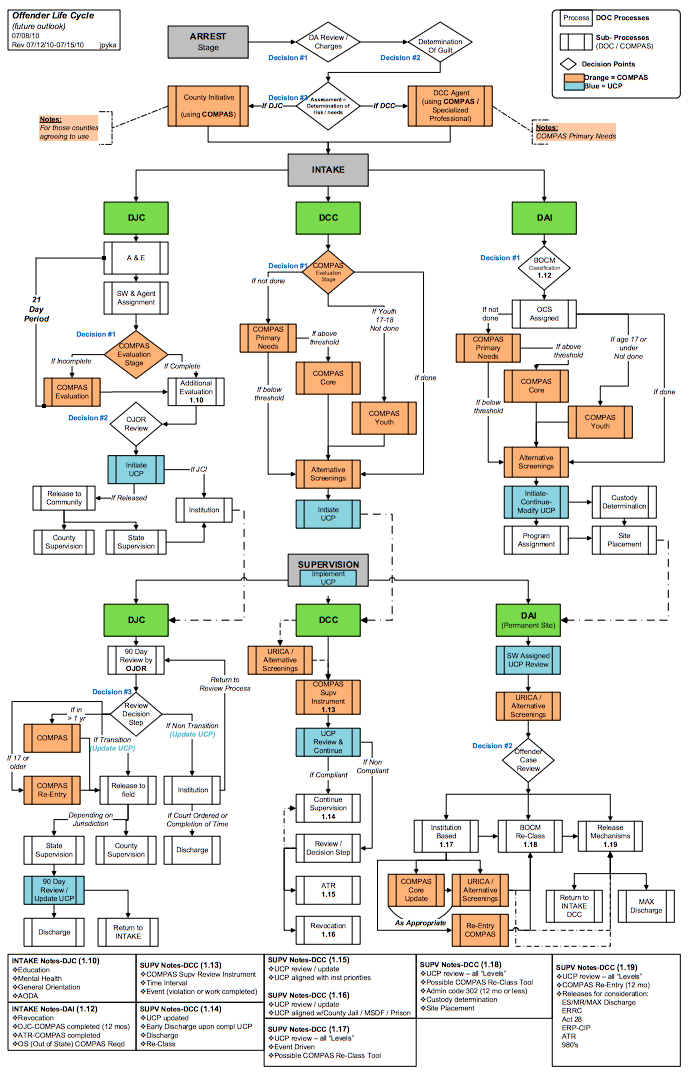 Offender Life Cycle
(future outlook)
07/08/10
Rev 07/12/10-07/15/10 jpyka
ARREST
Stage
DA Review /
Charges
Decision #1
Determination
Of Guilt
Decision #2
Process
DOC Processes
Sub- Processes
(DOC / COMPAS)
Decision Points
Orange = COMPAS
Blue = UCP
Notes:
For those counties
agreeing to use
County Initiative
(using COMPAS)
If DJC
Decision #3
Assessment –
Determination of
risk / needs
If DCC
DCC Agent
(using COMPAS /
Specialized
Professional)
Notes:
COMPAS Primary Needs
INTAKE
DJC
DCC
DAI
A & E
SW & Agent
Assignment
21
Day
Period
Decision #1
COMPAS
Evaluation
Stage
If Incomplete
If Complete
COMPAS
Evaluation
Additional
Evaluation
1.10
Decision #2
OJOR
Review
Initiate
UCP
If JCI
If Released
Release to
Community
Institution
County
Supervision
State
Supervision
Decision #1
COMPAS
Evaluation
Stage
If not done
If Youth
17-18
Not done
COMPAS
Primary
Needs
If above
threshold
COMPAS
Core
If below
threshold
If done
COMPAS
Youth
Alternative
Screenings
Initiate
UCP
Decision #1
BOCM
Classification
1.12
If not
done
OCS
Assigned
COMPAS
Primary
Needs
If above
threshold
If age 17 or
under
Not done
COMPAS
Core
If below
threshold
If done
COMPAS
Youth
Alternative
Screenings
Initiate-
Continue-
Modify UCP
Custody
Determination
Program
Assignment
Site
Placement
SUPERVISION
Implement
UCP
DJC
DCC
DAI
(Permanent Site)
90 Day
Review by
OJOR
Return to
Review Process
Decision #3
Review
Decision
Step
If in
> 1 yr
If Non Transition
(Update UCP)
COMPAS
If Transition
(Update UCP)
If 17 or
older
COMPAS
Re-Entry
Release to
field
Institution
Depending on
Jurisdiction
If Court Ordered or
Completion of Time
State
Supervision
County
Supervision
Discharge
90 Day
Review /
Update UCP
Discharge
Return to
INTAKE
URICA /
Alternative
Screenings
COMPAS
Supv
Instrument
1.13
UCP
Review &
Continue
If Compliant
If Non
Compliant
Continue
Supervision
1.14
Review /
Decision Step
ATR
1.15
Revocation
1.16
SW Assigned
UCP Review
URICA /
Alternative
Screenings
Decision #2
Offender
Case
Review
Institution
Based
1.17
BOCM
Re-Class
1.18
Release
Mechanisms
1.19
COMPAS
Core
Update
URICA /
Alternative
Screenings
As Appropriate
Re-Entry
COMPAS
Return to
INTAKE
DCC
MAX
Discharge
INTAKE Notes-DJC (1.10)
❖Education
❖Mental Health
❖General Orientation
❖AODA
INTAKE Notes-DAI (1.12)
❖Revocation
❖OJC-COMPAS completed (12 mos)
❖ATR-COMPAS completed
❖OS (Out of State) COMPAS Reqd
SUPV Notes-DCC (1.13)
❖COMPAS Supv Review Instrument
❖Time Interval
❖Event (violation or work completed)
SUPV Notes-DCC (1.14)
❖UCP updated
❖Early Discharge upon compl UCP
❖Discharge
❖Re-Class
SUPV Notes-DCC (1.15)
❖UCP review / update
❖UCP aligned with inst priorities
SUPV Notes-DCC (1.16)
❖UCP review / update
❖UCP aligned w/County Jail / MSDF / Prison
SUPV Notes-DCC (1.17)
❖UCP review – all "Levels"
❖Event Driven
❖Possible COMPAS Re-Class Tool
SUPV Notes-DCC (1.18)
❖UCP review – all "Levels"
❖Possible COMPAS Re-Class Tool
❖Admin code 302 (12 mo or less)
❖Custody determination
❖Site Placement
SUPV Notes-DCC (1.19)
❖UCP review – all "Levels"
❖COMPAS Re-Entry (12 mo)
❖Releases for consideration:
ES/MR/MAX Discharge
ERRC
Act 28
ERP-CIP
ATR
980's